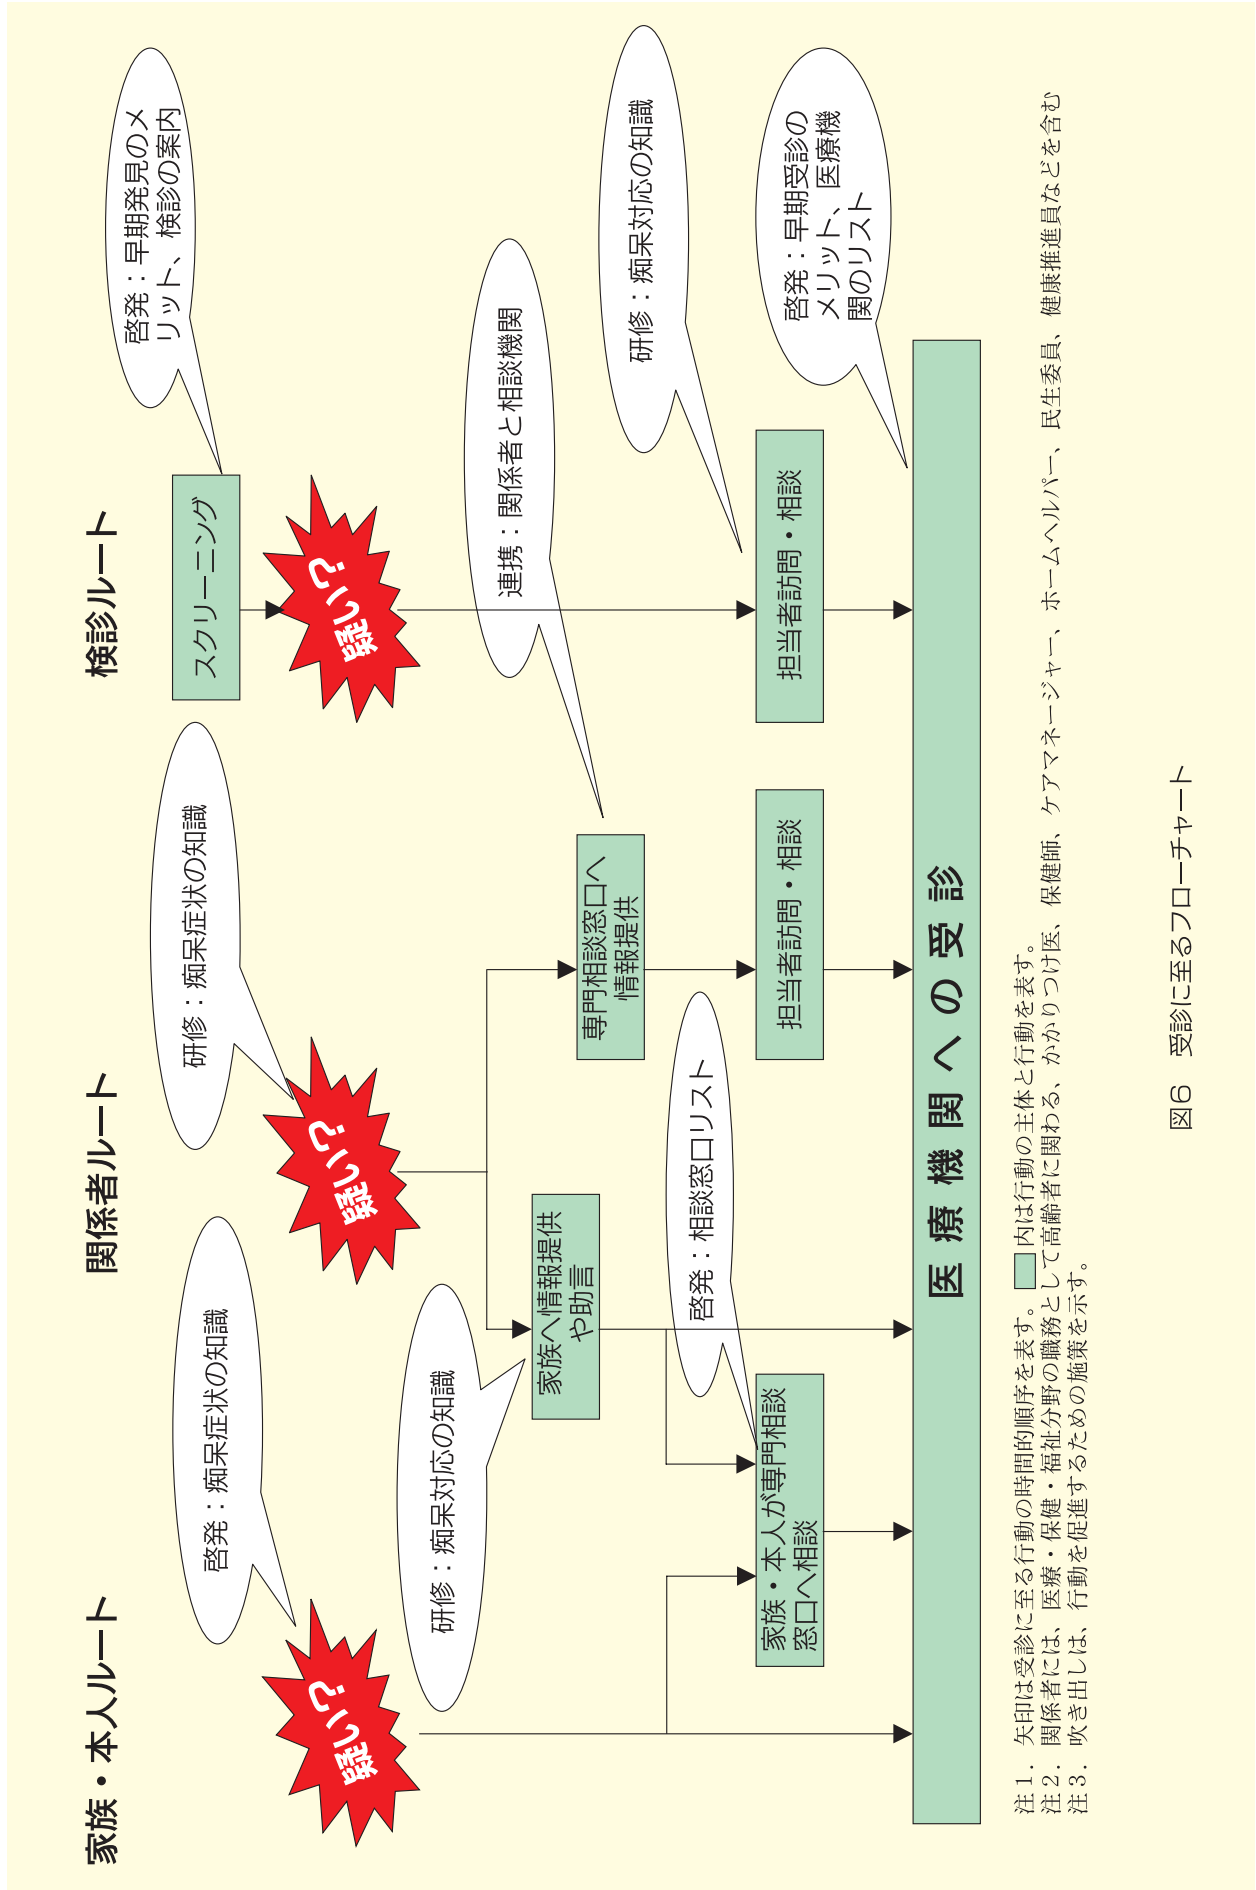 家族・本人ルート
関係者ルート
検診ルート
啓発：早期発見のメ
リット、検診の案内
スクリーニング
研修：痴呆症状の知識
啓発：痴呆症状の知識
疑い？
疑い？
疑い？
研修：痴呆対応の知識
連携：関係者と相談機関
研修：痴呆対応の知識
家族へ情報提供
や助言
専門相談窓口へ
情報提供
啓発：相談窓口リスト
家族・本人が専門相談
窓口へ相談
担当者訪問・相談
担当者訪問・相談
啓発：早期受診の
メリット、医療機
関のリスト
医療機関への受診
注１．矢印は受診に至る行動の時間的順序を表す。 内は行動の主体と行動を表す。
注２．関係者には、医療・保健・福祉分野の職務として高齢者に関わる、かかりつけ医、保健師、ケアマネージャー、ホームヘルパー、民生委員、健康推進員などを含む
注３．吹き出しは、行動を促進するための施策を示す。
図６　受診に至るフローチャート